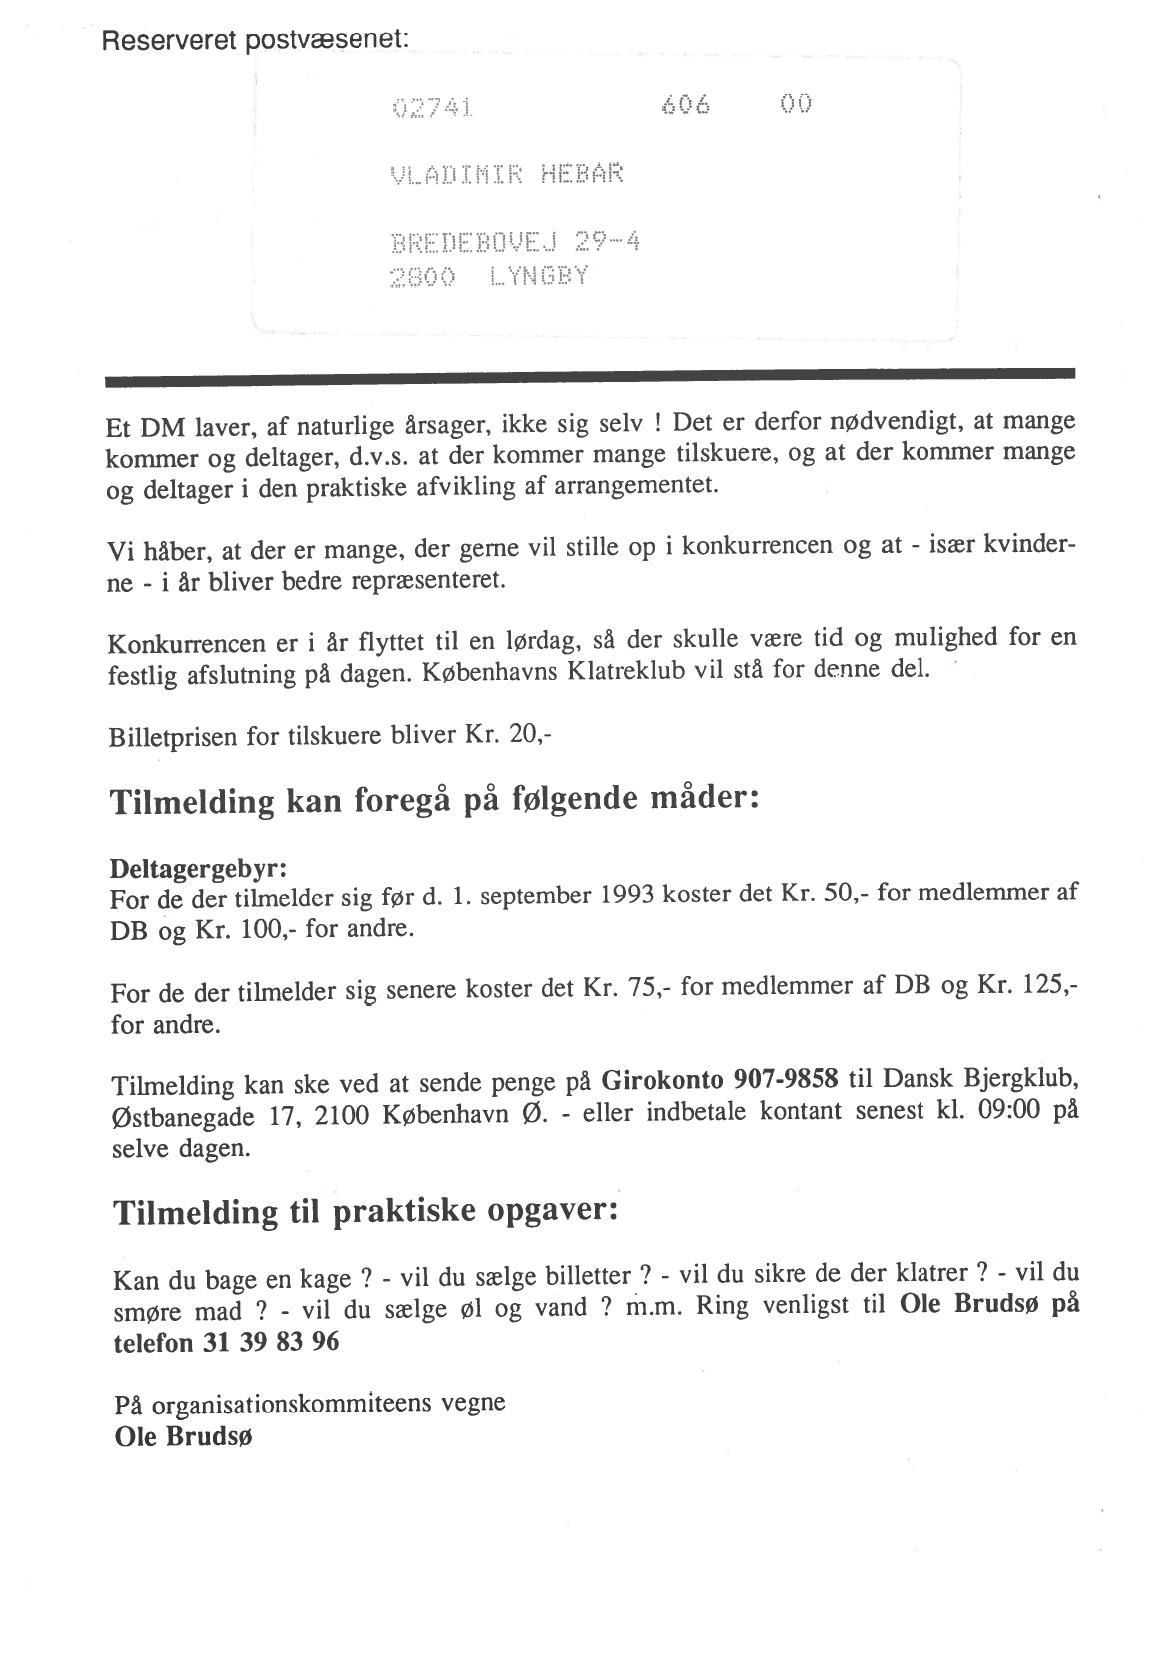 Reserveret postvæsenet:
02741 606 00
VLADIMIR HEBAR
BREDEBOVEJ 29-4
2800 LYNGBY
Et DM laver, af naturlige årsager, ikke sig selv ! Det er derfor nødvendigt, at mange
kommer og deltager, d.v.s. at der kommer mange tilskuere, og at der kommer mange
og deltager i den praktiske afvikling af arrangementet.
Vi håber, at der er mange, der gerne vil stille op i konkurrencen og at - især kvinder-
ne - i år bliver bedre repræsenteret.
Konkurrencen er i år flyttet til en lørdag, så der skulle være tid og mulighed for en
festlig afslutning på dagen. Københavns Klatreklub vil stå for denne del.
Billetprisen for tilskuere bliver Kr. 20,-
Tilmelding kan foregå på følgende måder:
Deltagergebyr:
For de der tilmelder sig før d. 1. september 1993 koster det Kr. 50,- for medlemmer af
DB og Kr. 100,- for andre.
For de der tilmelder sig senere koster det Kr. 75,- for medlemmer af DB og Kr. 125,-
for andre.
Tilmelding kan ske ved at sende penge på Girokonto 907-9858 til Dansk Bjergklub,
Østbanegade 17, 2100 København Ø. - eller indbetale kontant senest kl. 09:00 på
selve dagen.
Tilmelding til praktiske opgaver:
Kan du bage en kage ? - vil du sælge billetter ? - vil du sikre de der klatrer ? - vil du
smøre mad ? - vil du sælge øl og vand ? m.m. Ring venligst til Ole Brudsø på
telefon 31 39 83 96
På organisationskommiteens vegne
Ole Brudsø